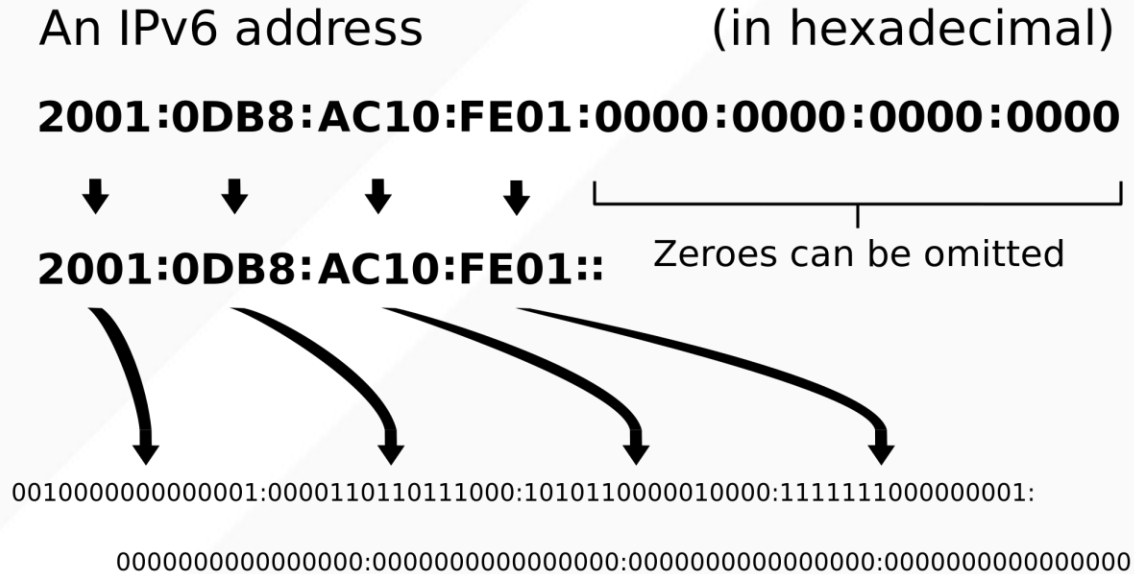 An IPv6 address (in hexadecimal)
2001:0DB8:AC10:FE01:0000:0000:0000:0000
2001:0DB8:AC10:FE01::
Zeroes can be omitted
0010000000000001:0000110110111000:1010110000010000:1111111000000001:
0000000000000000:0000000000000000:0000000000000000:0000000000000000